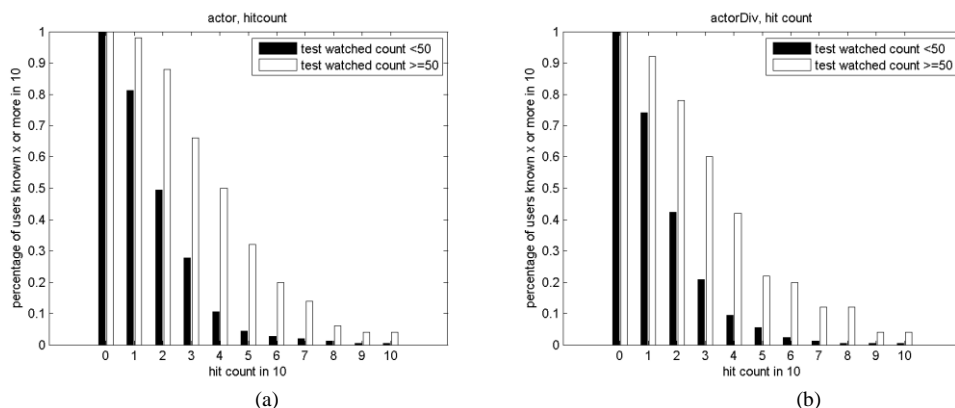 actor, hitcount
test watched count <50
test watched count >=50
percentage of users known x or more in 10
1
0.9
0.8
0.7
0.6
0.5
0.4
0.3
0.2
0.1
0
0 1 2 3 4 5 6 7 8 9 10
hit count in 10
(a)
actorDiv, hit count
test watched count <50
test watched count >=50
percentage of users known x or more in 10
1
0.9
0.8
0.7
0.6
0.5
0.4
0.3
0.2
0.1
0
0 1 2 3 4 5 6 7 8 9 10
hit count in 10
(b)